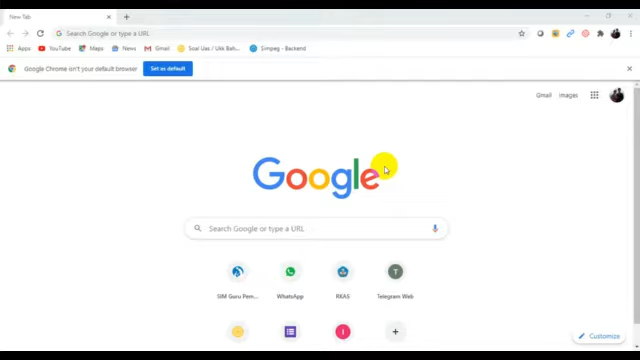 New Tab
Search Google or type a URL
Apps YouTube Maps News Gmail Soal Uas / Ukk Bah... Simpeg - Backend
Google Chrome isn't your default browser Set as default
Gmail Images
Google
Search Google or type a URL
SIM Guru Pem... WhatsApp RKAS Telegram Web
T
i
Customize